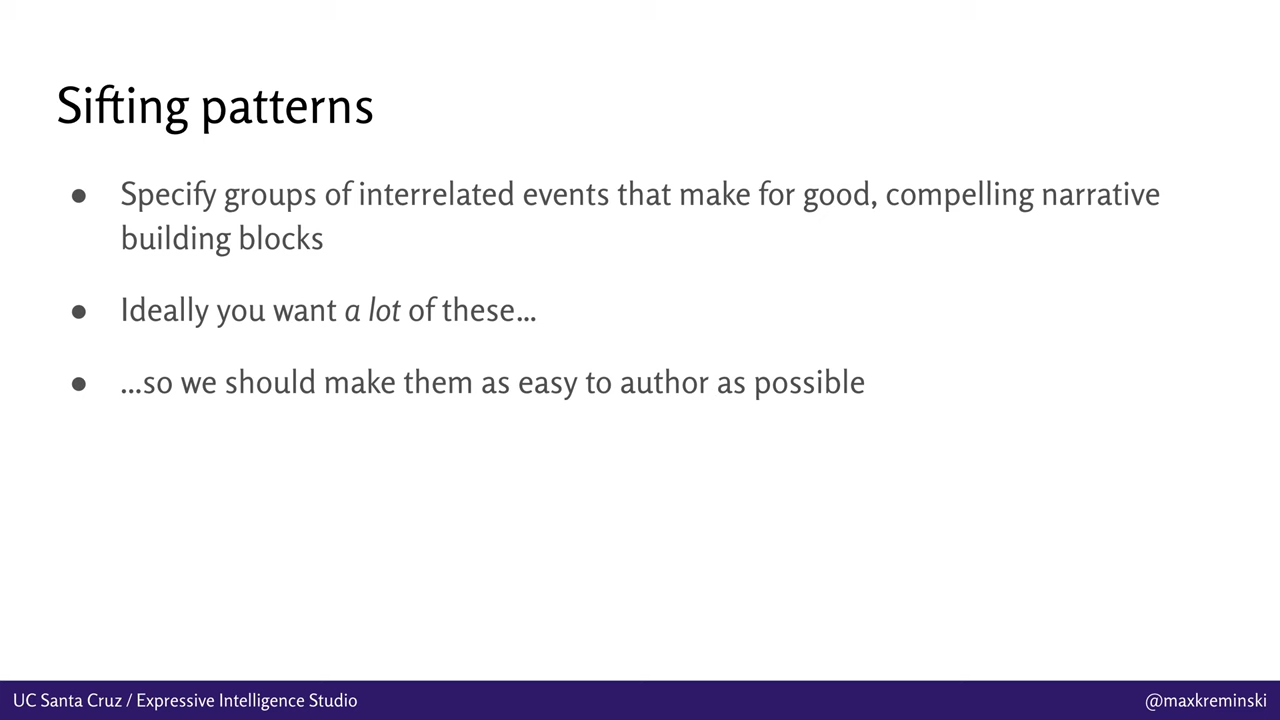 Sifting patterns
● Specify groups of interrelated events that make for good, compelling narrative
building blocks
● Ideally you want a lot of these...
● ...so we should make them as easy to author as possible
UC Santa Cruz / Expressive Intelligence Studio
@maxkreminski